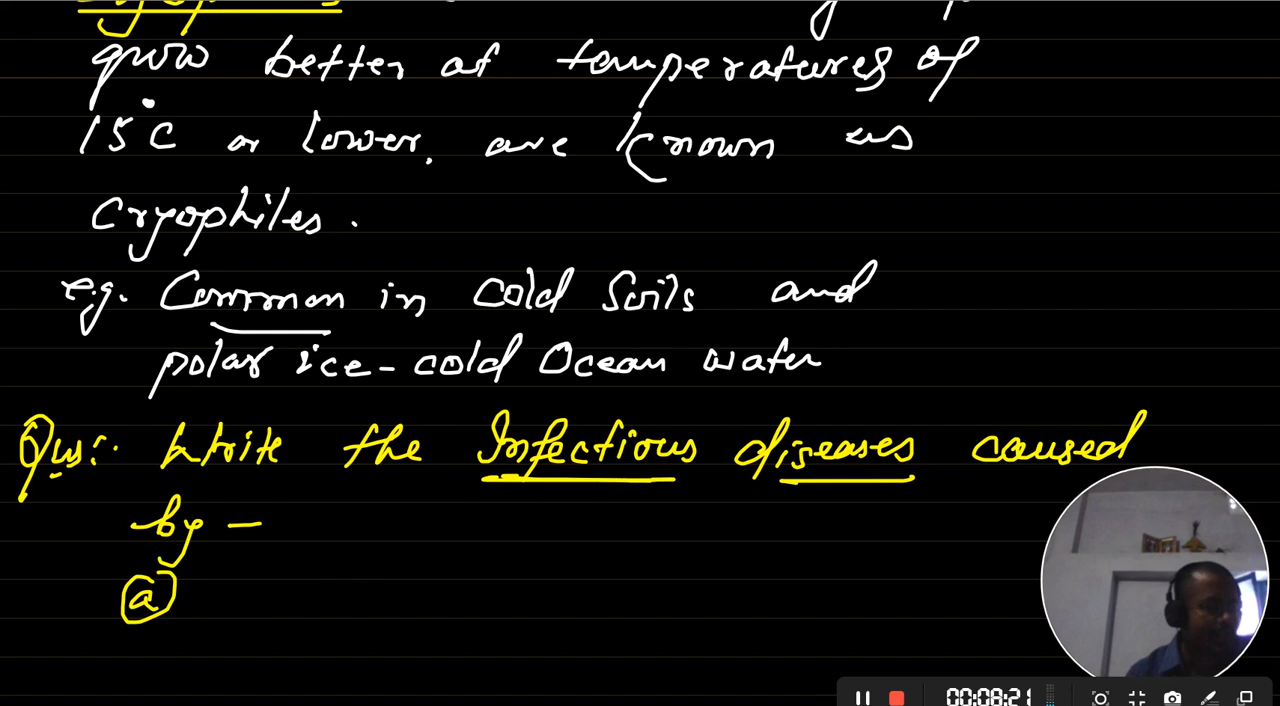 grow better at temperatures of
15°C or lower, are known as
Cryophiles.
e.g. Common in cold Soils and
polar ice-cold Ocean water
Qus:- Write the Infectious diseases caused
by -
(a)
00:08:21